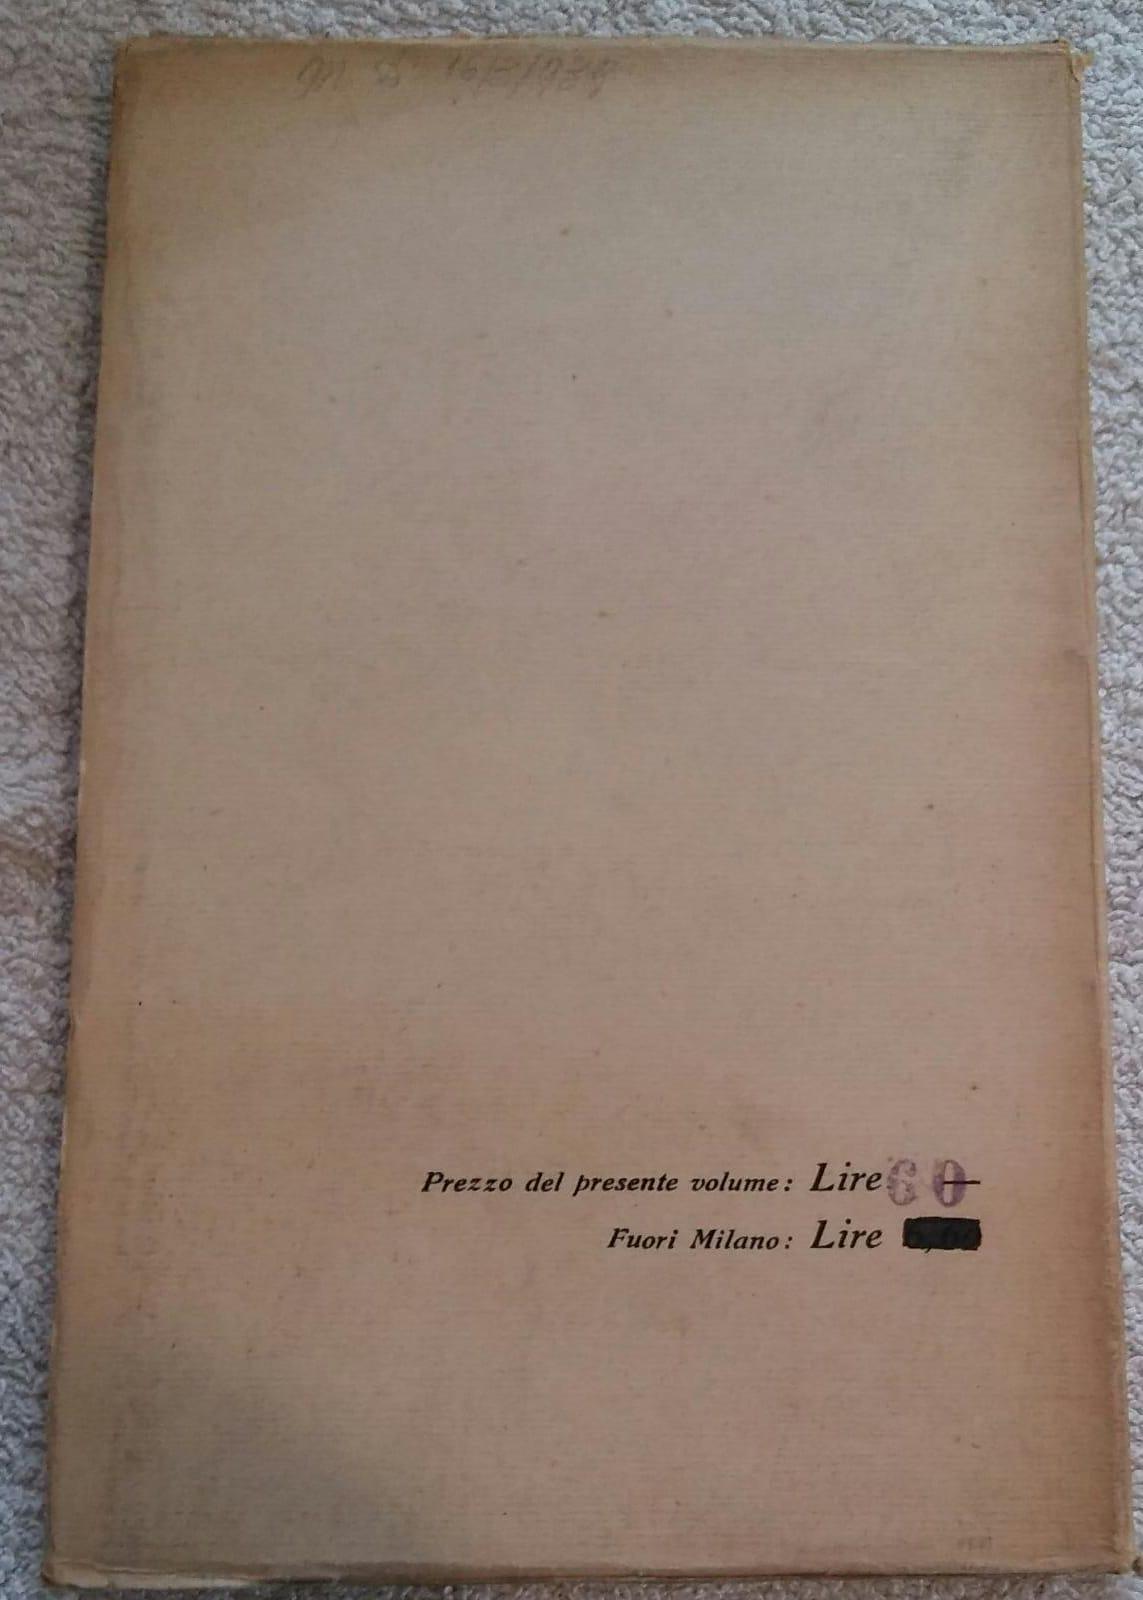 Prezzo del presente volume: Lire 60
Fuori Milano: Lire